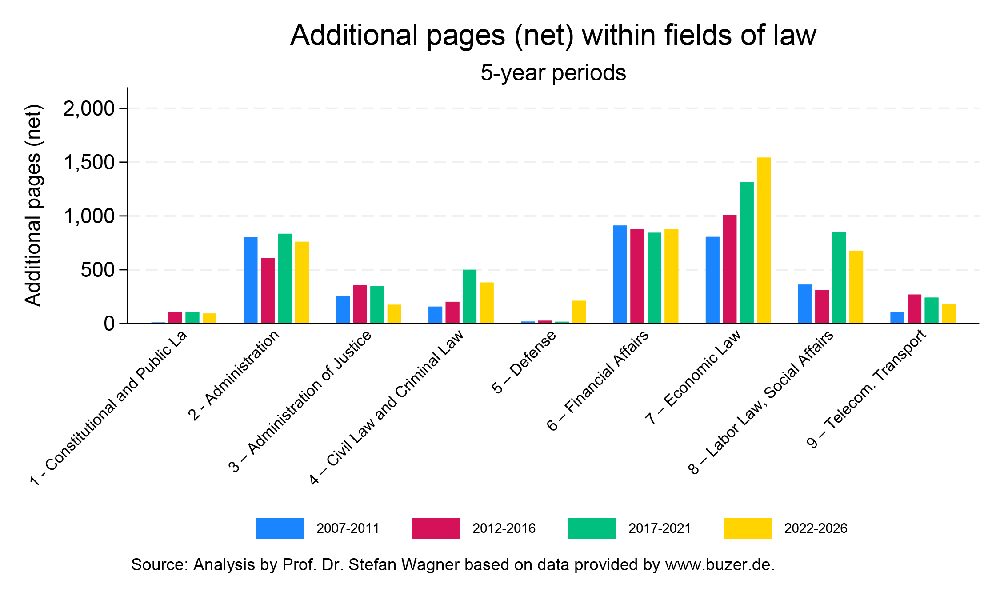 Additional pages (net) within fields of law
5-year periods
Additional pages (net)
2,000
1,500
1,000
500
0
1 - Constitutional and Public La
2 - Administration
3 – Administration of Justice
4 – Civil Law and Criminal Law
5 – Defense
6 – Financial Affairs
7 – Economic Law
8 – Labor Law, Social Affairs
9 – Telecom. Transport
2007-2011
2012-2016
2017-2021
2022-2026
Source: Analysis by Prof. Dr. Stefan Wagner based on data provided by www.buzer.de.